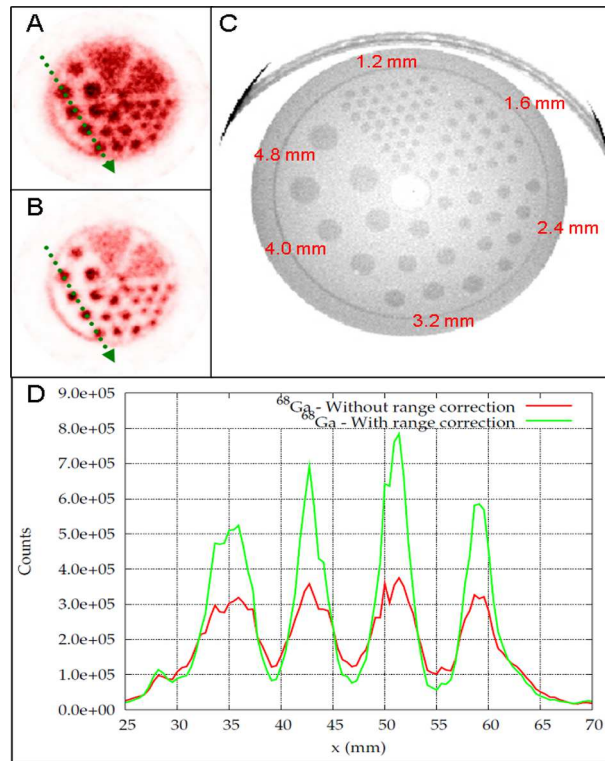 A
B
C
1.2 mm
1.6 mm
4.8 mm
2.4 mm
4.0 mm
3.2 mm
D
9.0e+05
8.0e+05
7.0e+05
6.0e+05
5.0e+05
4.0e+05
3.0e+05
2.0e+05
1.0e+05
0.0e+00
Counts
⁶⁸Ga - Without range correction
⁶⁸Ga - With range correction
25 30 35 40 45 50 55 60 65 70
x (mm)